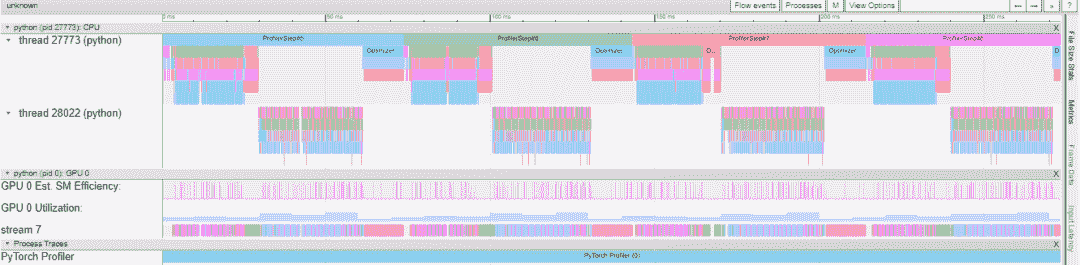 unknown
Flow events Processes M View Options ← → » ?
0 ms 50 ms 100 ms 150 ms 200 ms 250 ms
python (pid 27773): CPU X
thread 27773 (python)
ProfilerStep#5 ProfilerStep#6 ProfilerStep#7 ProfilerStep#8
Optimizer Optimizer D... Optimizer D
thread 28022 (python)
python (pid 0): GPU 0 X
GPU 0 Est. SM Efficiency:
GPU 0 Utilization:
stream 7
Process Traces X
PyTorch Profiler
PyTorch Profiler (0)
File Size Stats
Metrics
Frame Data
Input Latency